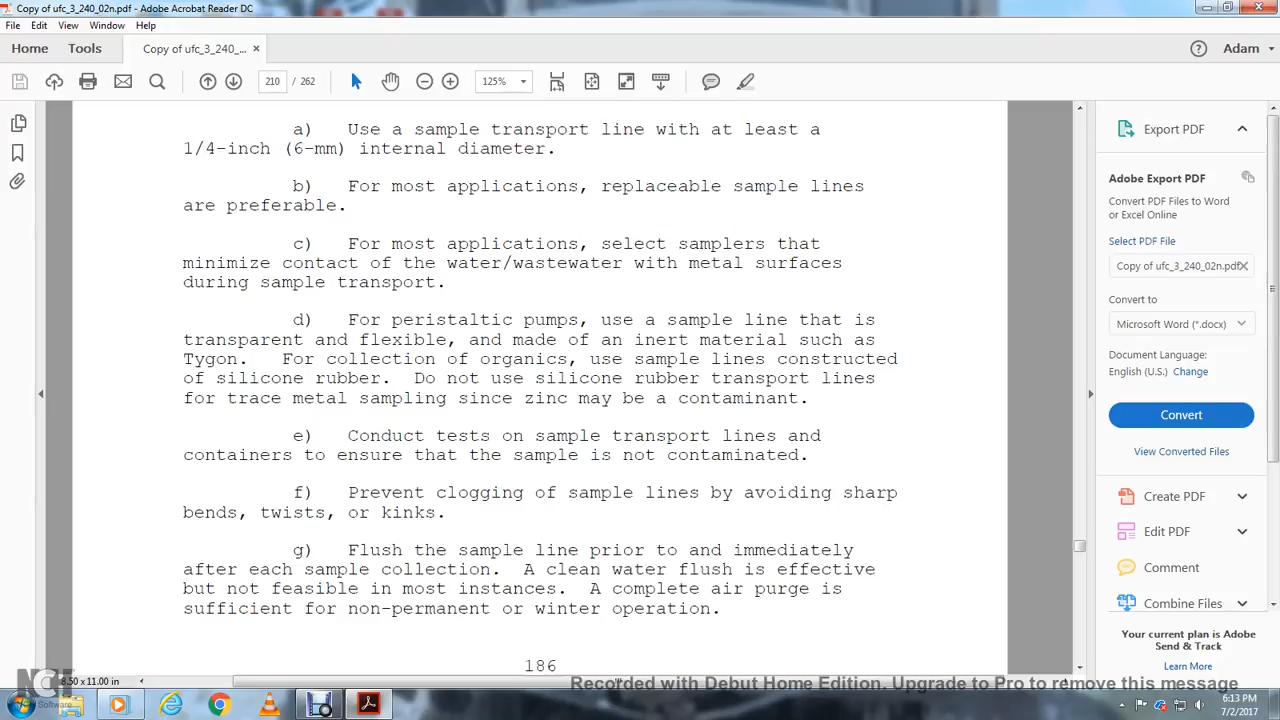 Copy of ufc_3_240_02n.pdf - Adobe Acrobat Reader DC
File Edit View Window Help
Home Tools Copy of ufc_3_240_... × Adam
210 / 262 125%
a) Use a sample transport line with at least a
1/4-inch (6-mm) internal diameter.
b) For most applications, replaceable sample lines
are preferable.
c) For most applications, select samplers that
minimize contact of the water/wastewater with metal surfaces
during sample transport.
d) For peristaltic pumps, use a sample line that is
transparent and flexible, and made of an inert material such as
Tygon. For collection of organics, use sample lines constructed
of silicone rubber. Do not use silicone rubber transport lines
for trace metal sampling since zinc may be a contaminant.
e) Conduct tests on sample transport lines and
containers to ensure that the sample is not contaminated.
f) Prevent clogging of sample lines by avoiding sharp
bends, twists, or kinks.
g) Flush the sample line prior to and immediately
after each sample collection. A clean water flush is effective
but not feasible in most instances. A complete air purge is
sufficient for non-permanent or winter operation.
186
8.50 x 11.00 in
Export PDF
Adobe Export PDF
Convert PDF Files to Word
or Excel Online
Select PDF File
Copy of ufc_3_240_02n.pdf
Convert to
Microsoft Word (*.docx)
Document Language:
English (U.S.) Change
Convert
View Converted Files
Create PDF
Edit PDF
Comment
Combine Files
Your current plan is Adobe
Send & Track
Learn More
NCH
Software
Recorded with Debut Home Edition. Upgrade to Pro to remove this message
6:13 PM
7/2/2017